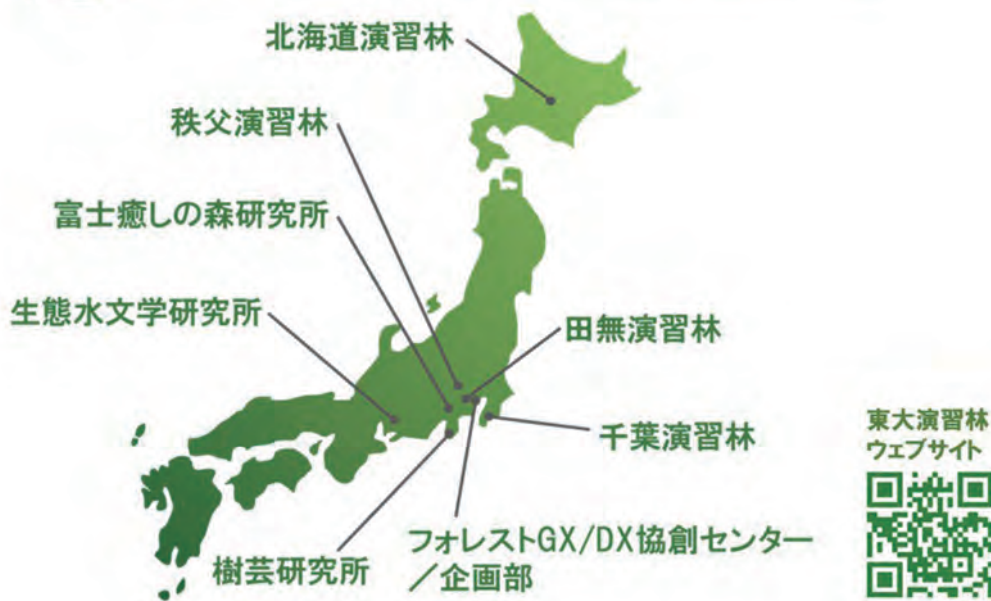 北海道演習林
秩父演習林
富士癒しの森研究所
生態水文学研究所
田無演習林
千葉演習林
フォレストGX/DX協創センター
／企画部
樹芸研究所
東大演習林
ウェブサイト